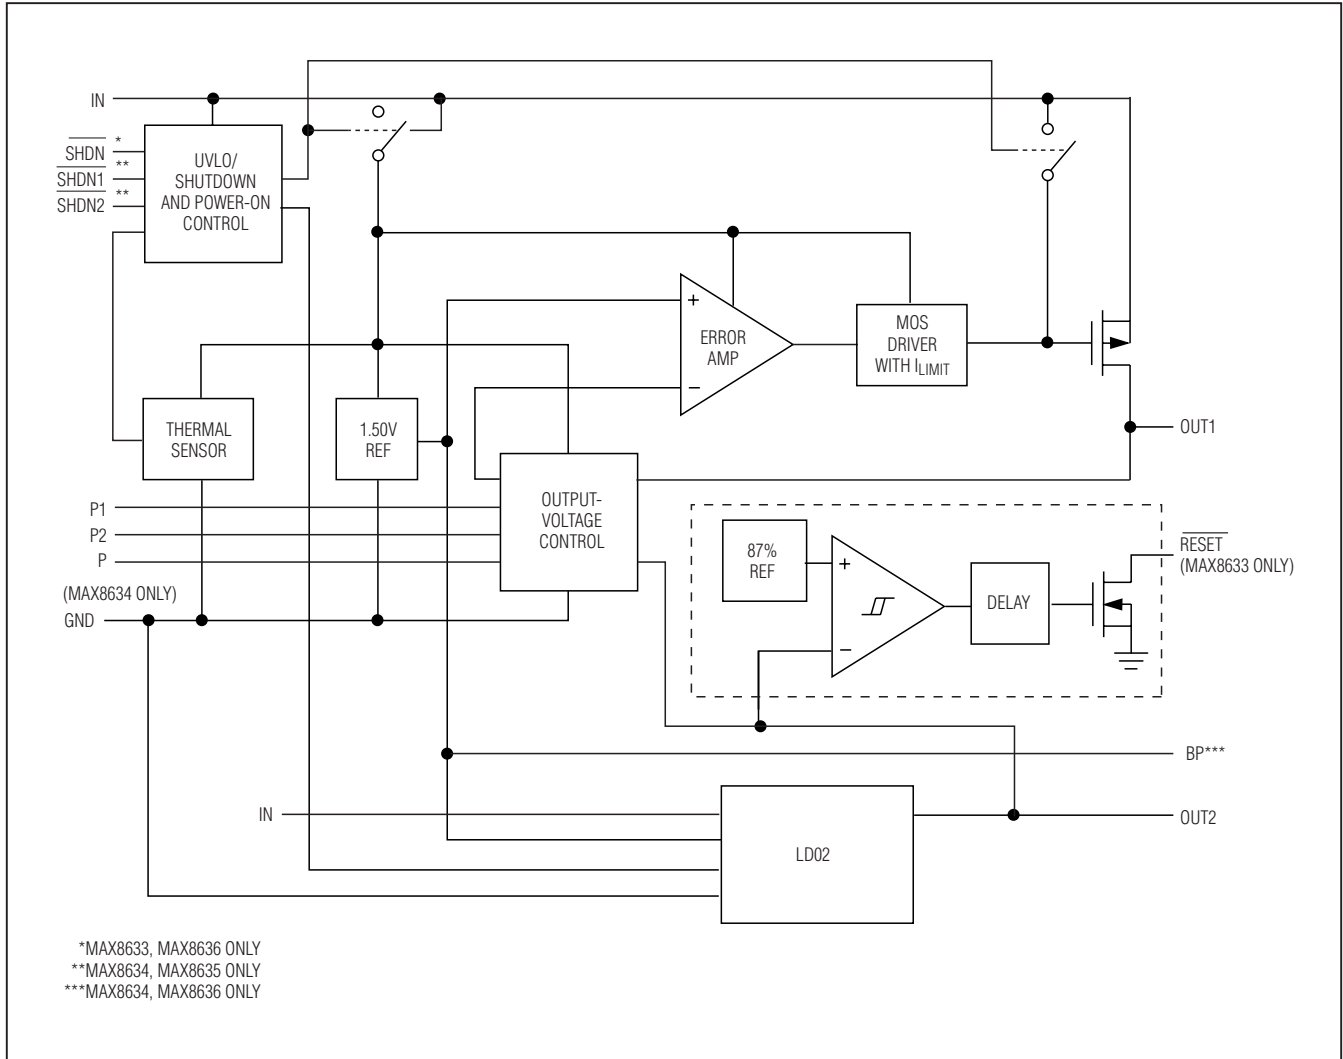 IN
SHDN *
SHDN1 **
SHDN2 **
UVLO/
SHUTDOWN
AND POWER-ON
CONTROL
+
ERROR
AMP
−
MOS
DRIVER
WITH ILIMIT
THERMAL
SENSOR
1.50V
REF
OUT1
P1
P2
P
(MAX8634 ONLY)
GND
OUTPUT-
VOLTAGE
CONTROL
87%
REF
+
−
DELAY
RESET
(MAX8633 ONLY)
BP***
IN
LD02
OUT2
*MAX8633, MAX8636 ONLY
**MAX8634, MAX8635 ONLY
***MAX8634, MAX8636 ONLY